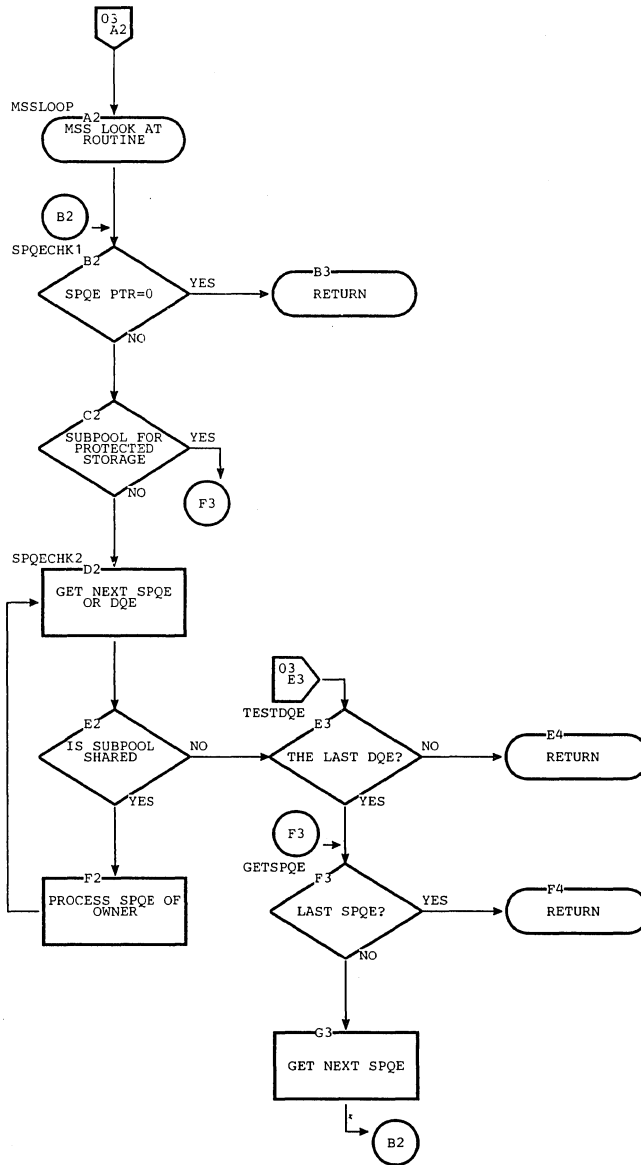 03
A2
MSSLOOP
A2
MSS LOOK AT
ROUTINE
B2
SPQECHK1
B2
SPQE PTR=0
YES
NO
B3
RETURN
C2
SUBPOOL FOR
PROTECTED
STORAGE
YES
NO
F3
SPQECHK2
D2
GET NEXT SPQE
OR DQE
03
E3
TESTDQE
E2
IS SUBPOOL
SHARED
NO
YES
E3
THE LAST DQE?
NO
YES
E4
RETURN
F3
GETSPQE
F2
PROCESS SPQE OF
OWNER
F3
LAST SPQE?
YES
NO
F4
RETURN
G3
GET NEXT SPQE
B2